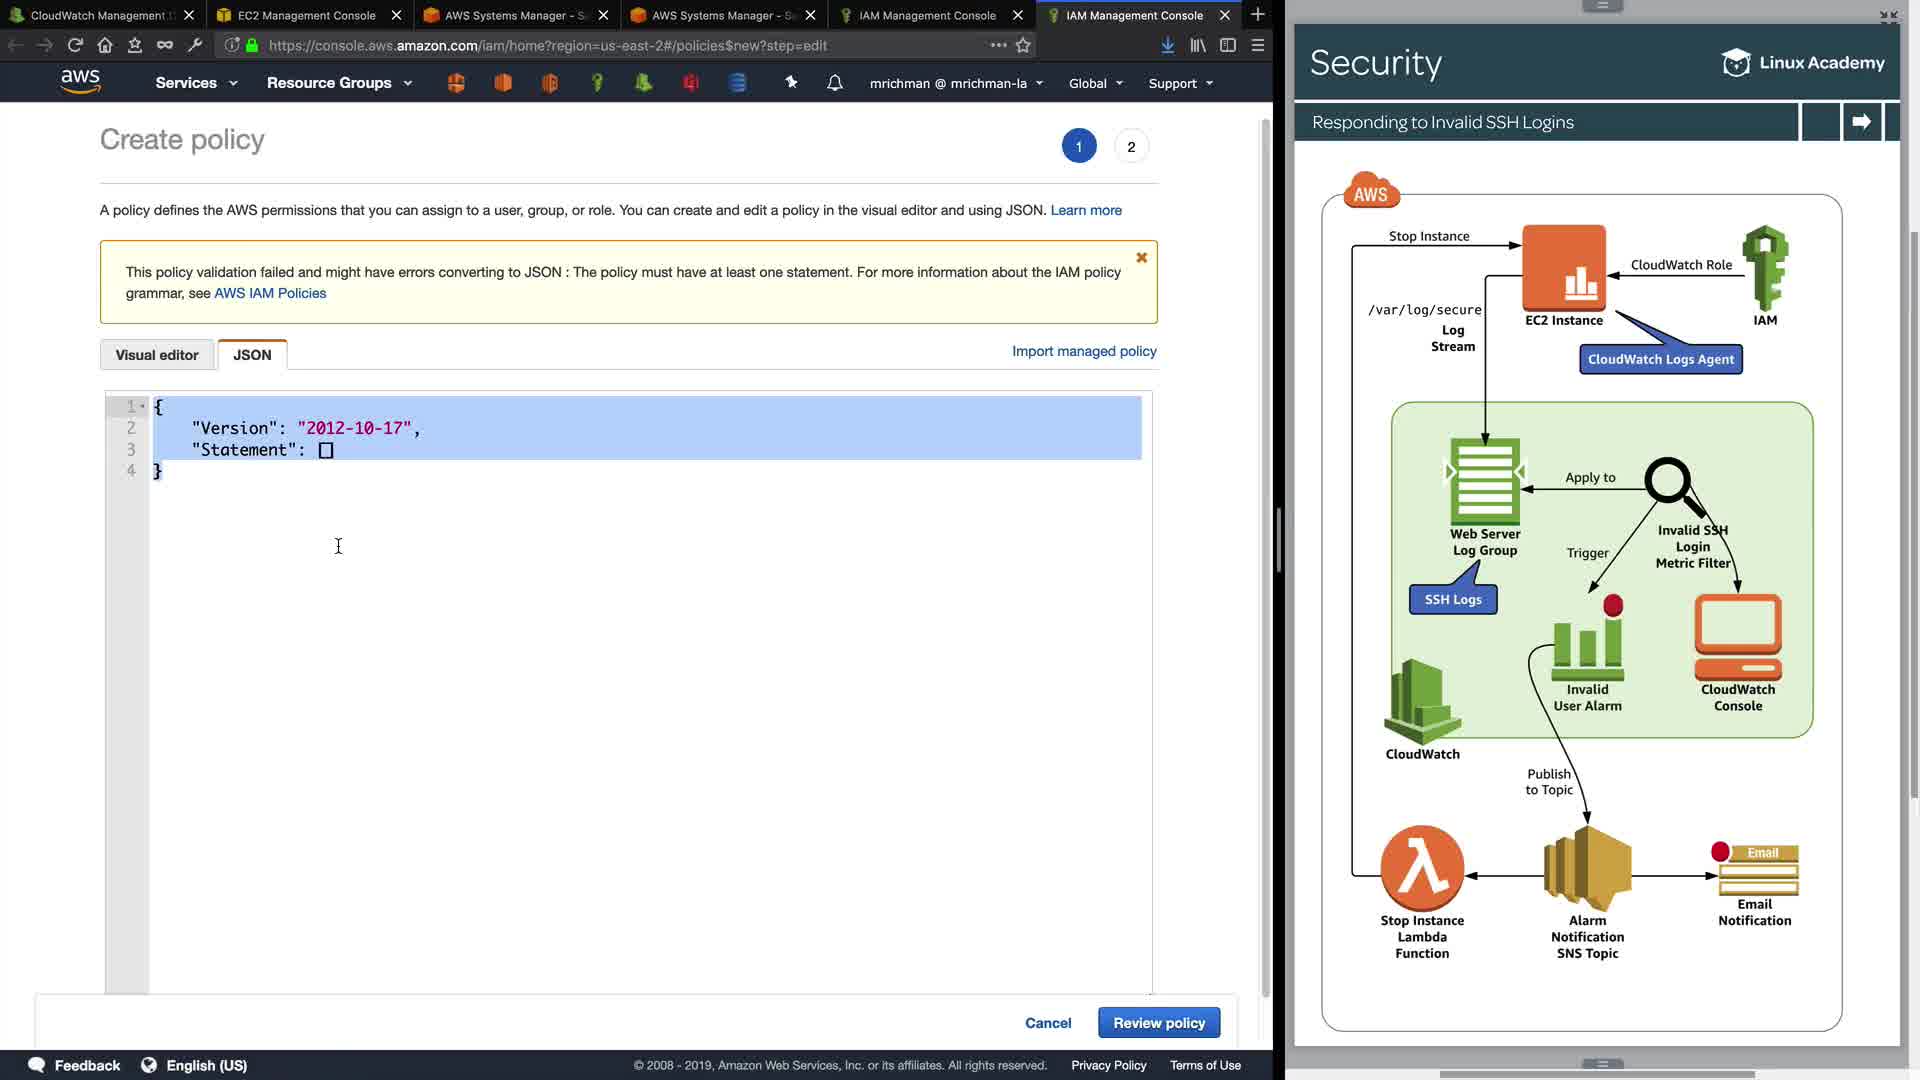 CloudWatch Management
EC2 Management Console
AWS Systems Manager - S
AWS Systems Manager - Se
IAM Management Console
IAM Management Console
https://console.aws.amazon.com/iam/home?region=us-east-2#/policies$new?step=edit
aws
Services
Resource Groups
mrichman @ mrichman-la
Global
Support
Create policy
1
2
A policy defines the AWS permissions that you can assign to a user, group, or role. You can create and edit a policy in the visual editor and using JSON. Learn more
This policy validation failed and might have errors converting to JSON : The policy must have at least one statement. For more information about the IAM policy
grammar, see AWS IAM Policies
Visual editor
JSON
Import managed policy
1 {
2 "Version": "2012-10-17",
3 "Statement": []
4 }
Cancel
Review policy
Feedback
English (US)
© 2008 - 2019, Amazon Web Services, Inc. or its affiliates. All rights reserved.
Privacy Policy
Terms of Use
Security
Linux Academy
Responding to Invalid SSH Logins
AWS
Stop Instance
CloudWatch Role
/var/log/secure
Log
Stream
EC2 Instance
IAM
CloudWatch Logs Agent
Apply to
Web Server
Log Group
Invalid SSH
Login
Metric Filter
Trigger
SSH Logs
Invalid
User Alarm
CloudWatch
Console
CloudWatch
Publish
to Topic
Email
Stop Instance
Lambda
Function
Alarm
Notification
SNS Topic
Email
Notification